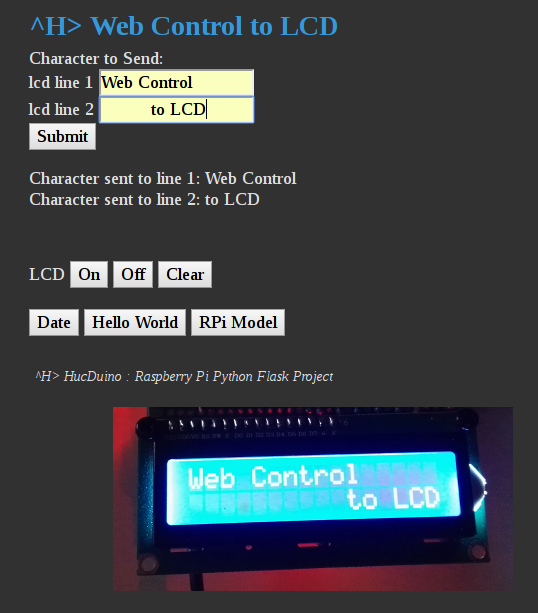 ^H> Web Control to LCD
Character to Send:
lcd line 1 Web Control
lcd line 2 to LCD
Submit
Character sent to line 1: Web Control
Character sent to line 2: to LCD
LCD On Off Clear
Date Hello World RPi Model
^H> HucDuino : Raspberry Pi Python Flask Project
Web Control
to LCD